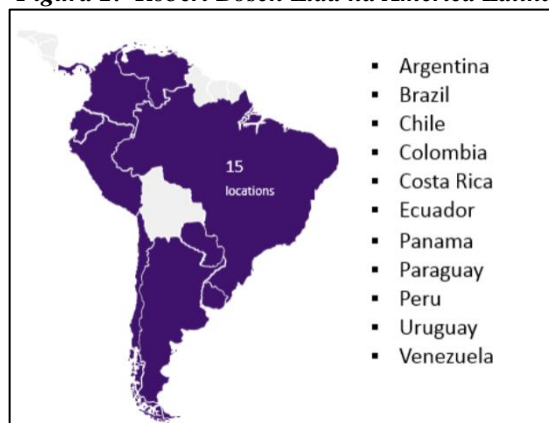 15
locations
Argentina
Brazil
Chile
Colombia
Costa Rica
Ecuador
Panama
Paraguay
Peru
Uruguay
Venezuela